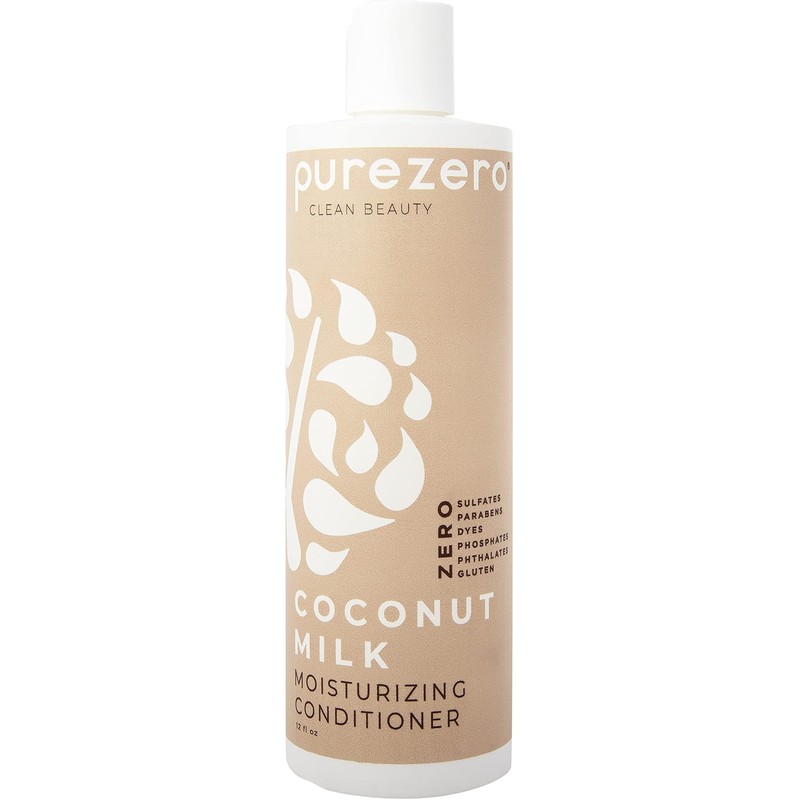 purezero®
CLEAN BEAUTY
ZERO
SULFATES
PARABENS
DYES
PHOSPHATES
PHTHALATES
GLUTEN
COCONUT
MILK
MOISTURIZING
CONDITIONER
12 fl oz